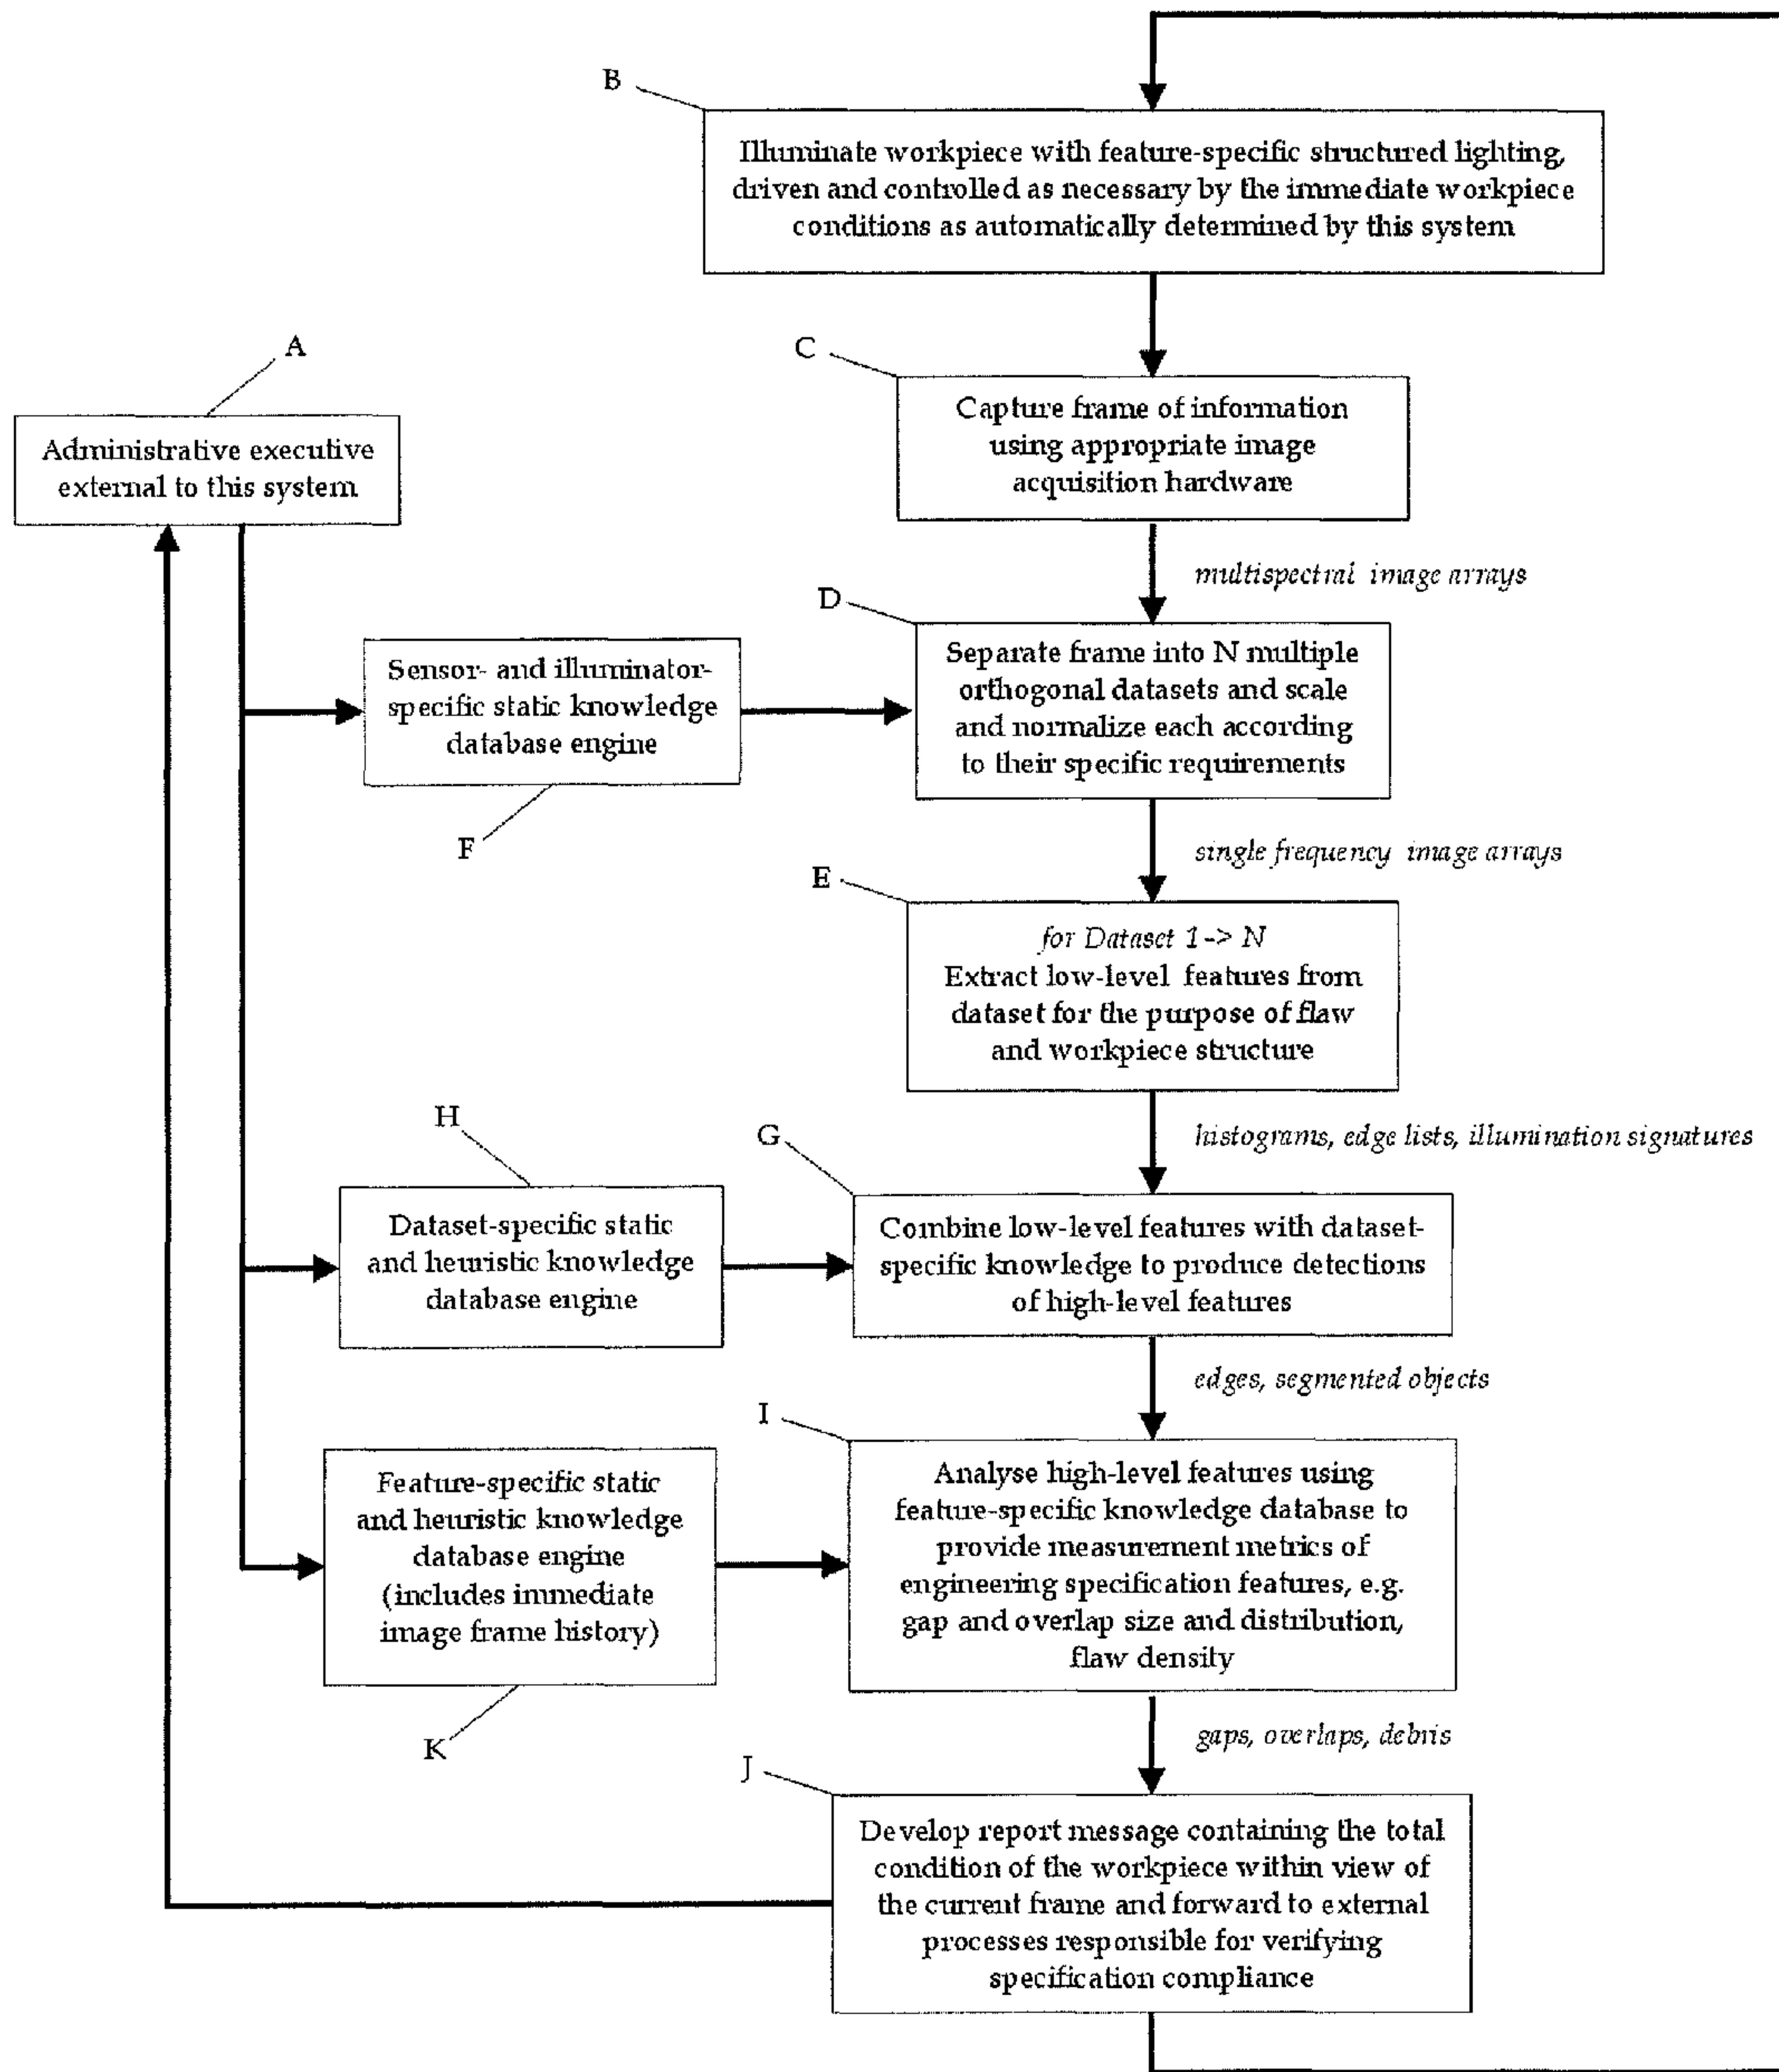 B
Illuminate workpiece with feature-specific structured lighting,
driven and controlled as necessary by the immediate workpiece
conditions as automatically determined by this system
A
Administrative executive
external to this system
C
Capture frame of information
using appropriate image
acquisition hardware
multispectral image arrays
D
Separate frame into N multiple
orthogonal datasets and scale
and normalize each according
to their specific requirements
Sensor- and illuminator-
specific static knowledge
database engine
F
single frequency image arrays
E
for Dataset 1-> N
Extract low-level features from
dataset for the purpose of flaw
and workpiece structure
histograms, edge lists, illumination signatures
H
Dataset-specific static
and heuristic knowledge
database engine
G
Combine low-level features with dataset-
specific knowledge to produce detections
of high-level features
edges, segmented objects
I
Analyse high-level features using
feature-specific knowledge database to
provide measurement metrics of
engineering specification features, e.g.
gap and overlap size and distribution,
flaw density
Feature-specific static
and heuristic knowledge
database engine
(includes immediate
image frame history)
K
gaps, overlaps, debris
J
Develop report message containing the total
condition of the workpiece within view of
the current frame and forward to external
processes responsible for verifying
specification compliance